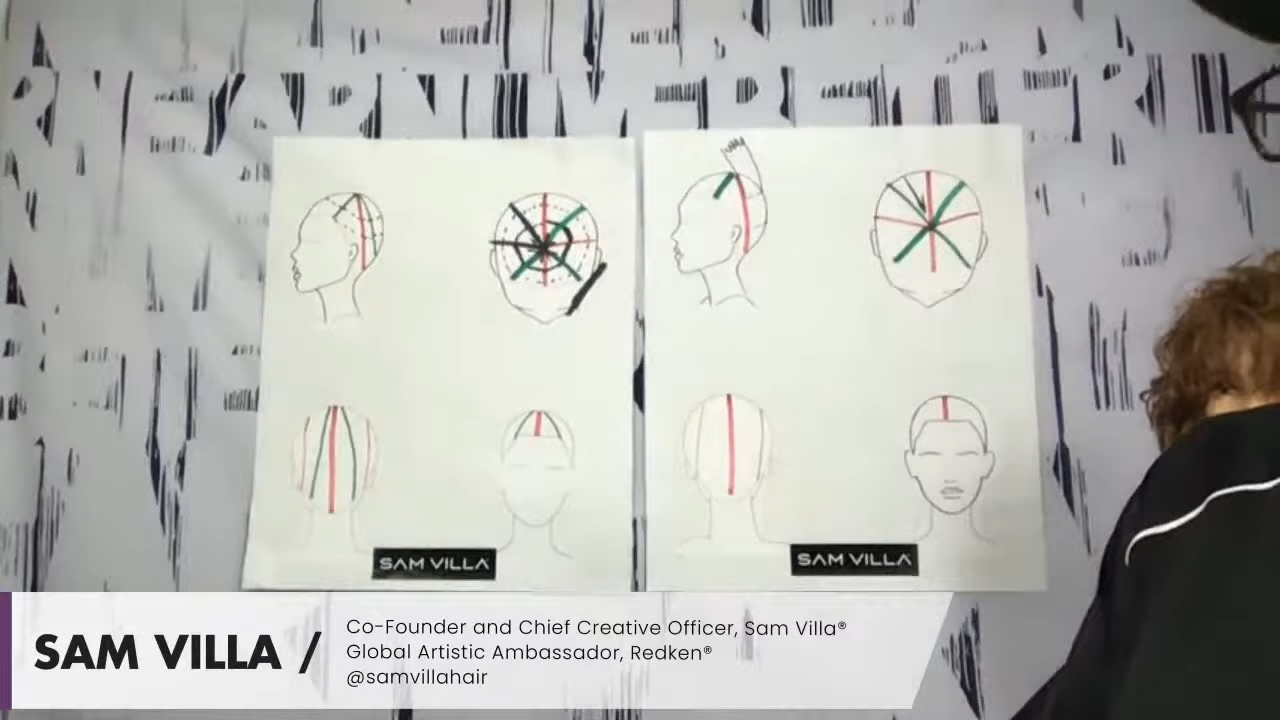 SAM VILLA
SAM VILLA
SAM VILLA /
Co-Founder and Chief Creative Officer, Sam Villa®
Global Artistic Ambassador, Redken®
@samvillahair